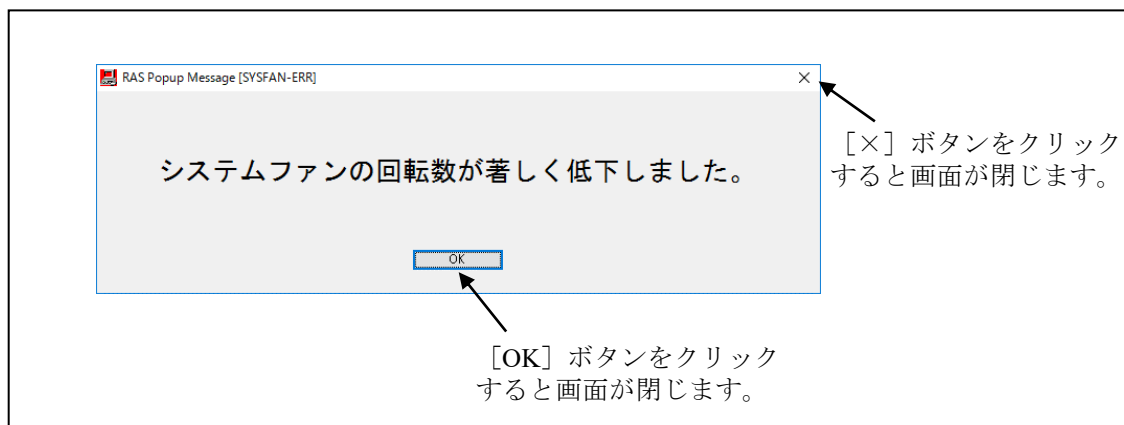 RAS Popup Message [SYSFAN-ERR]
システムファンの回転数が著しく低下しました。
［×］ボタンをクリック
すると画面が閉じます。
OK
［OK］ボタンをクリック
すると画面が閉じます。